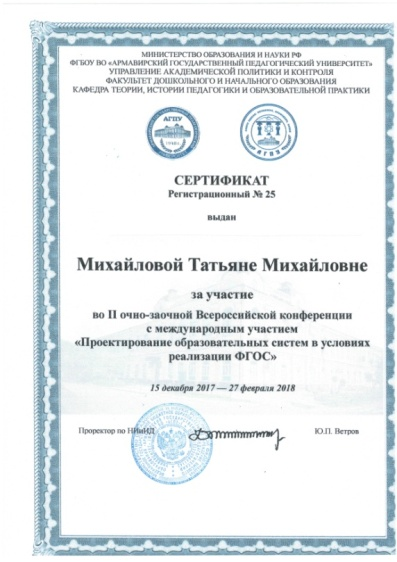 МИНИСТЕРСТВО ОБРАЗОВАНИЯ И НАУКИ РФ
ФГБОУ ВО «АРМАВИРСКИЙ ГОСУДАРСТВЕННЫЙ ПЕДАГОГИЧЕСКИЙ УНИВЕРСИТЕТ»
УПРАВЛЕНИЕ АКАДЕМИЧЕСКОЙ ПОЛИТИКИ И КОНТРОЛЯ
ФАКУЛЬТЕТ ДОШКОЛЬНОГО И НАЧАЛЬНОГО ОБРАЗОВАНИЯ
КАФЕДРА ТЕОРИИ, ИСТОРИИ ПЕДАГОГИКИ И ОБРАЗОВАТЕЛЬНОЙ ПРАКТИКИ
АГПУ
СЕРТИФИКАТ
Регистрационный № 25
выдан
Михайловой Татьяне Михайловне
за участие
во II очно-заочной Всероссийской конференции
с международным участием
«Проектирование образовательных систем в условиях
реализации ФГОС»
15 декабря 2017 — 27 февраля 2018
Проректор по НИиИД
Ю.П. Ветров